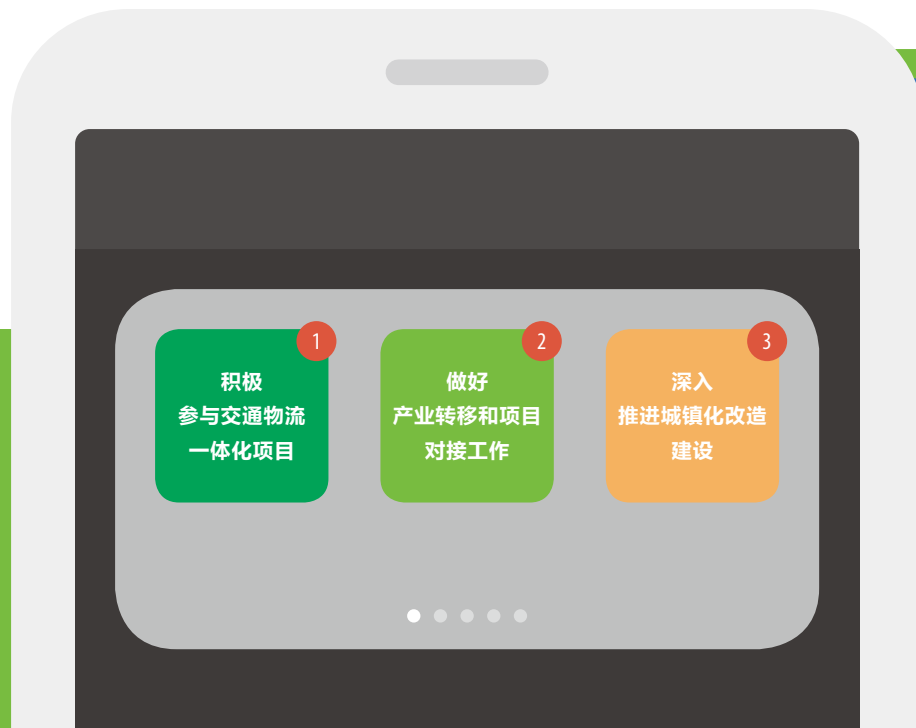 1
积极
参与交通物流
一体化项目
2
做好
产业转移和项目
对接工作
3
深入
推进城镇化改造
建设